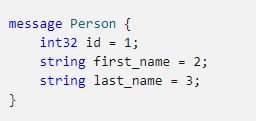 message Person {
    int32 id = 1;
    string first_name = 2;
    string last_name = 3;
}